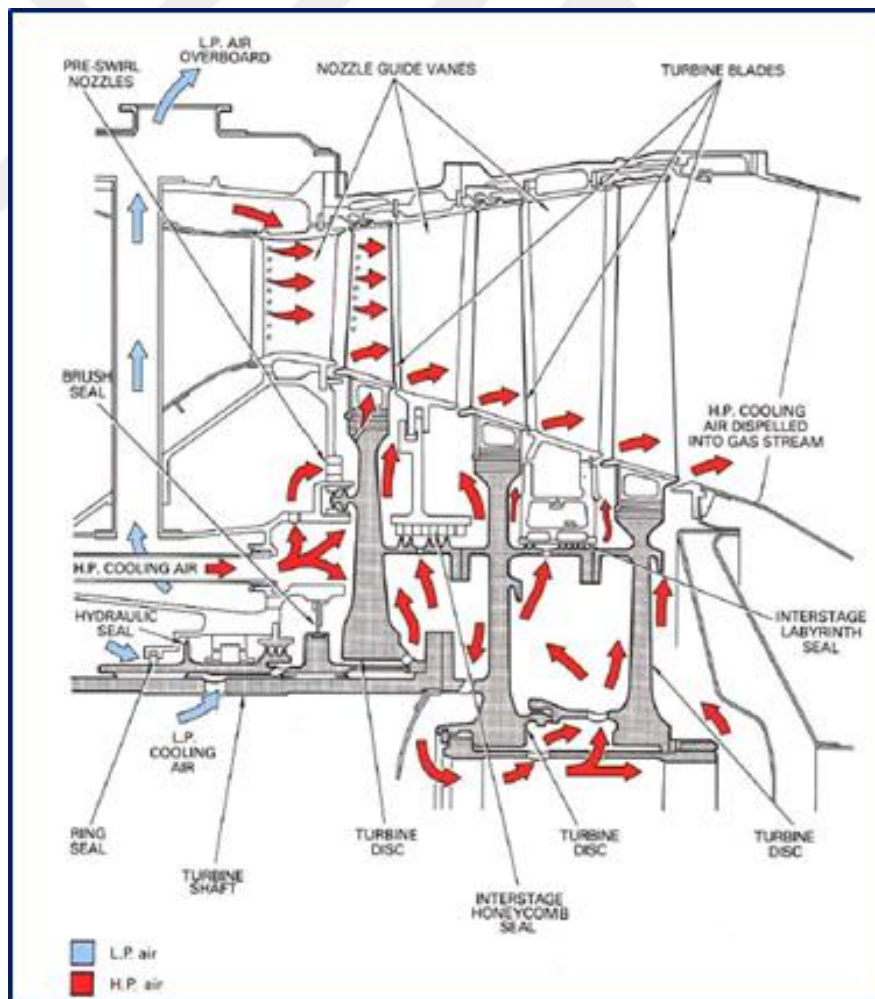 L.P. AIR
OVERBOARD
PRE-SWIRL
NOZZLES
NOZZLE GUIDE VANES
TURBINE BLADES
BRUSH
SEAL
H.P. COOLING
AIR DISPELLED
INTO GAS STREAM
H.P. COOLING AIR
HYDRAULIC
SEAL
INTERSTAGE
LABYRINTH
SEAL
L.P.
COOLING
AIR
RING
SEAL
TURBINE
SHAFT
TURBINE
DISC
INTERSTAGE
HONEYCOMB
SEAL
TURBINE
DISC
TURBINE
DISC
L.P. air
H.P. air